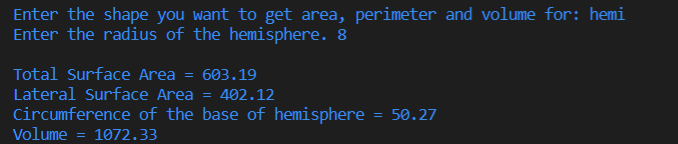 Enter the shape you want to get area, perimeter and volume for: hemi
Enter the radius of the hemisphere. 8
Total Surface Area = 603.19
Lateral Surface Area = 402.12
Circumference of the base of hemisphere = 50.27
Volume = 1072.33